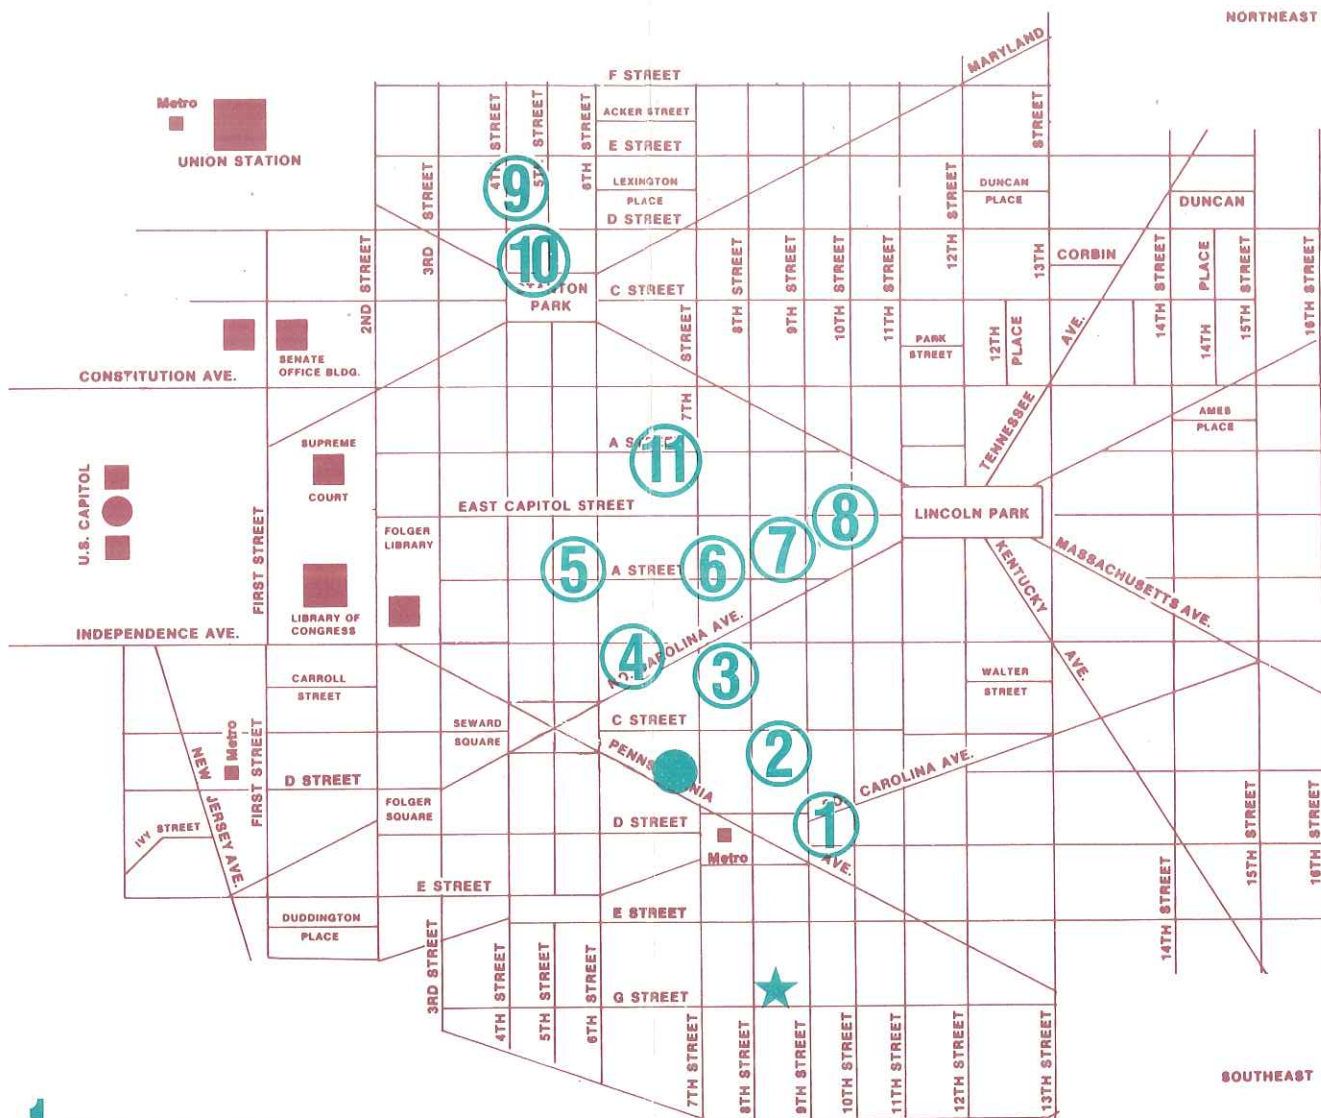 NORTHEAST
MARYLAND
F STREET
Metro
ACKER STREET
4TH STREET
5TH STREET
6TH STREET
13TH STREET
E STREET
UNION STATION
3RD STREET
9
LEXINGTON
PLACE
12TH STREET
DUNCAN
PLACE
DUNCAN
D STREET
2ND STREET
10
8TH STREET
9TH STREET
10TH STREET
11TH STREET
CORBIN
14TH STREET
14TH PLACE
15TH STREET
16TH STREET
STANTON
PARK
C STREET
7TH STREET
PARK
STREET
12TH PLACE
TENNESSEE AVE.
SENATE
OFFICE BLDG.
CONSTITUTION AVE.
AMES
PLACE
SUPREME
COURT
A STREET
11
U.S. CAPITOL
EAST CAPITOL STREET
8
LINCOLN PARK
FIRST STREET
FOLGER
LIBRARY
7
KENTUCKY AVE.
MASSACHUSETTS AVE.
5
A STREET
6
LIBRARY OF
CONGRESS
INDEPENDENCE AVE.
NO. CAROLINA AVE.
4
3
CARROLL
STREET
WALTER
STREET
SEWARD
SQUARE
C STREET
Metro
NEW JERSEY AVE.
FIRST STREET
PENNSYLVANIA AVE.
2
SO. CAROLINA AVE.
D STREET
FOLGER
SQUARE
1
IVY STREET
D STREET
Metro
15TH STREET
16TH STREET
E STREET
14TH STREET
DUDDINGTON
PLACE
E STREET
3RD STREET
4TH STREET
5TH STREET
6TH STREET
G STREET
7TH STREET
8TH STREET
9TH STREET
10TH STREET
11TH STREET
12TH STREET
13TH STREET
SOUTHEAST